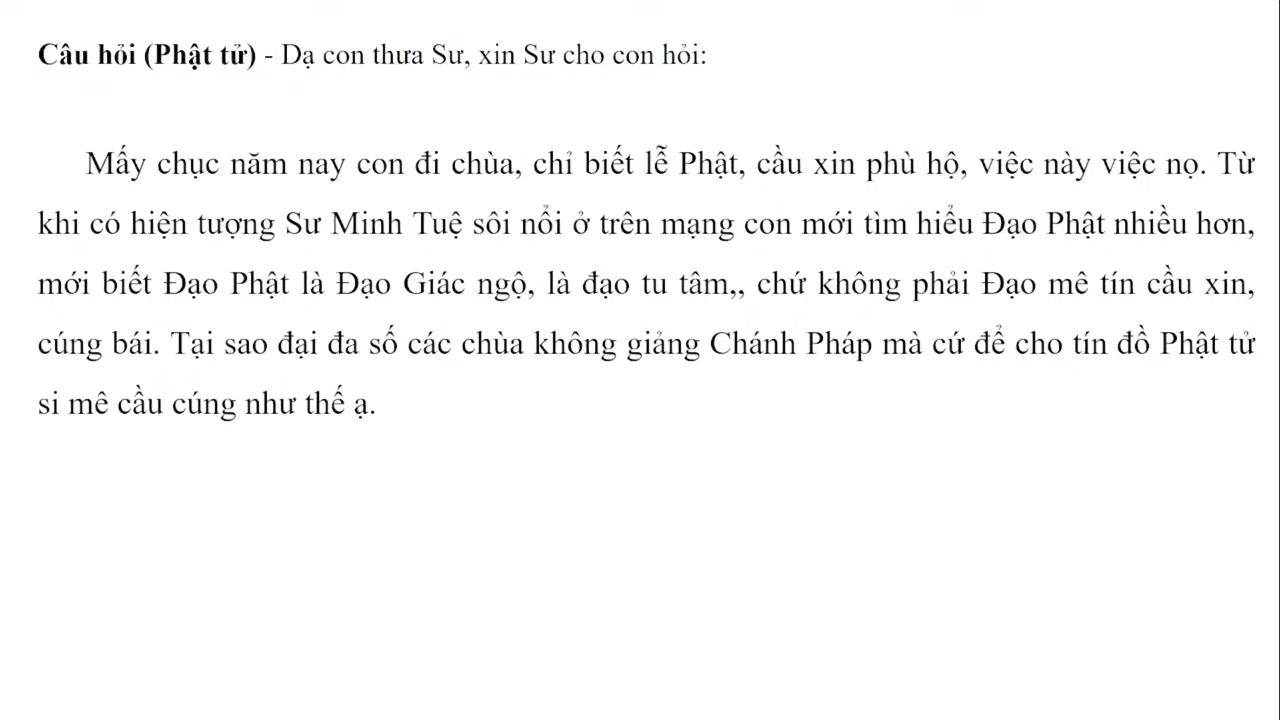 Câu hỏi (Phật tử) - Dạ con thưa Sư, xin Sư cho con hỏi:
Mấy chục năm nay con đi chùa, chỉ biết lễ Phật, cầu xin phù hộ, việc này việc nọ. Từ
khi có hiện tượng Sư Minh Tuệ sôi nổi ở trên mạng con mới tìm hiểu Đạo Phật nhiều hơn,
mới biết Đạo Phật là Đạo Giác ngộ, là đạo tu tâm,, chứ không phải Đạo mê tín cầu xin,
cúng bái. Tại sao đại đa số các chùa không giảng Chánh Pháp mà cứ để cho tín đồ Phật tử
si mê cầu cúng như thế ạ.